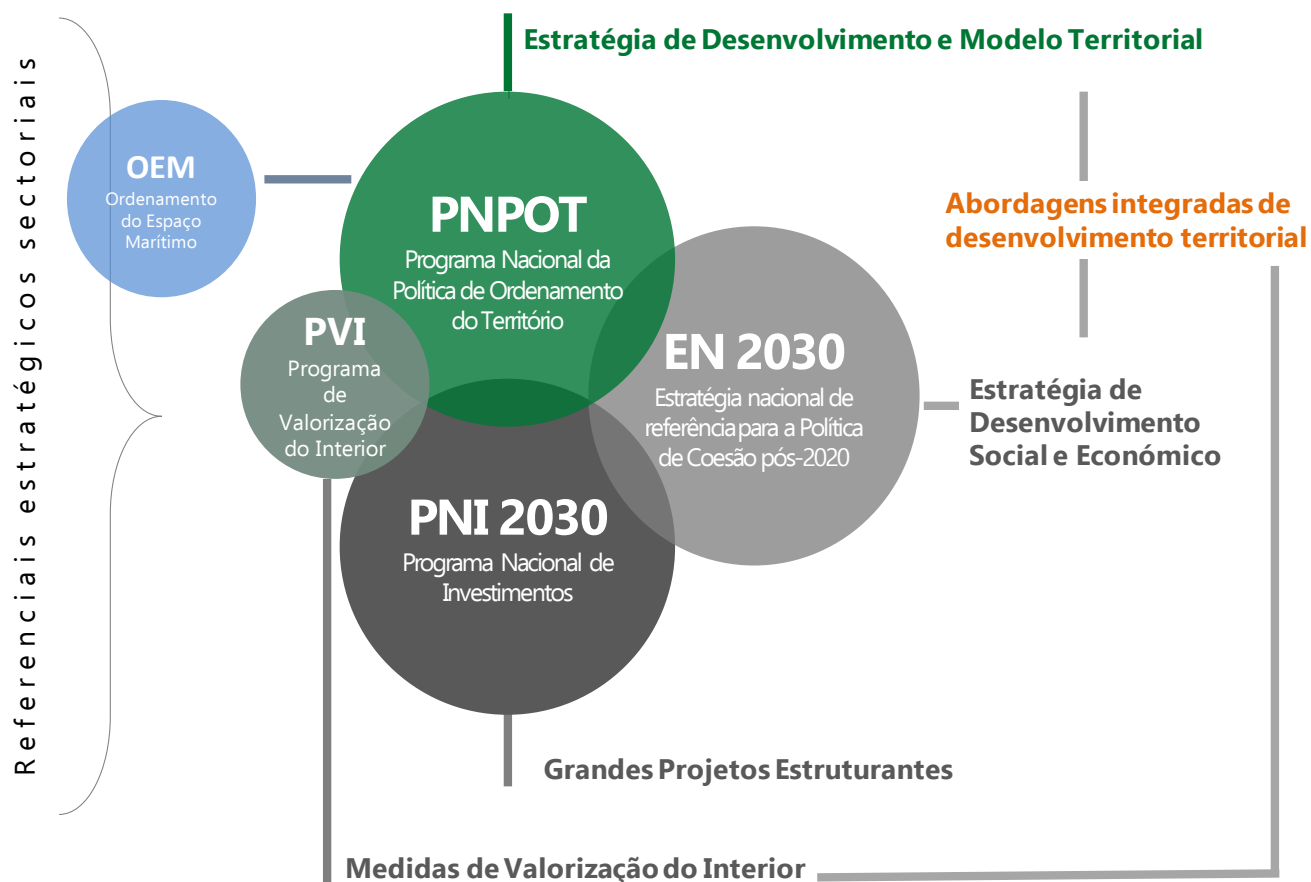 Referenciais estratégicos sectoriais
Estratégia de Desenvolvimento e Modelo Territorial
OEM
Ordenamento
do Espaço
Marítimo
PNPOT
Programa Nacional da
Política de Ordenamento
do Território
Abordagens integradas de
desenvolvimento territorial
PVI
Programa
de
Valorização
do Interior
EN 2030
Estratégia nacional de
referência para a Política
de Coesão pós-2020
Estratégia de
Desenvolvimento
Social e Económico
PNI 2030
Programa Nacional de
Investimentos
Grandes Projetos Estruturantes
Medidas de Valorização do Interior